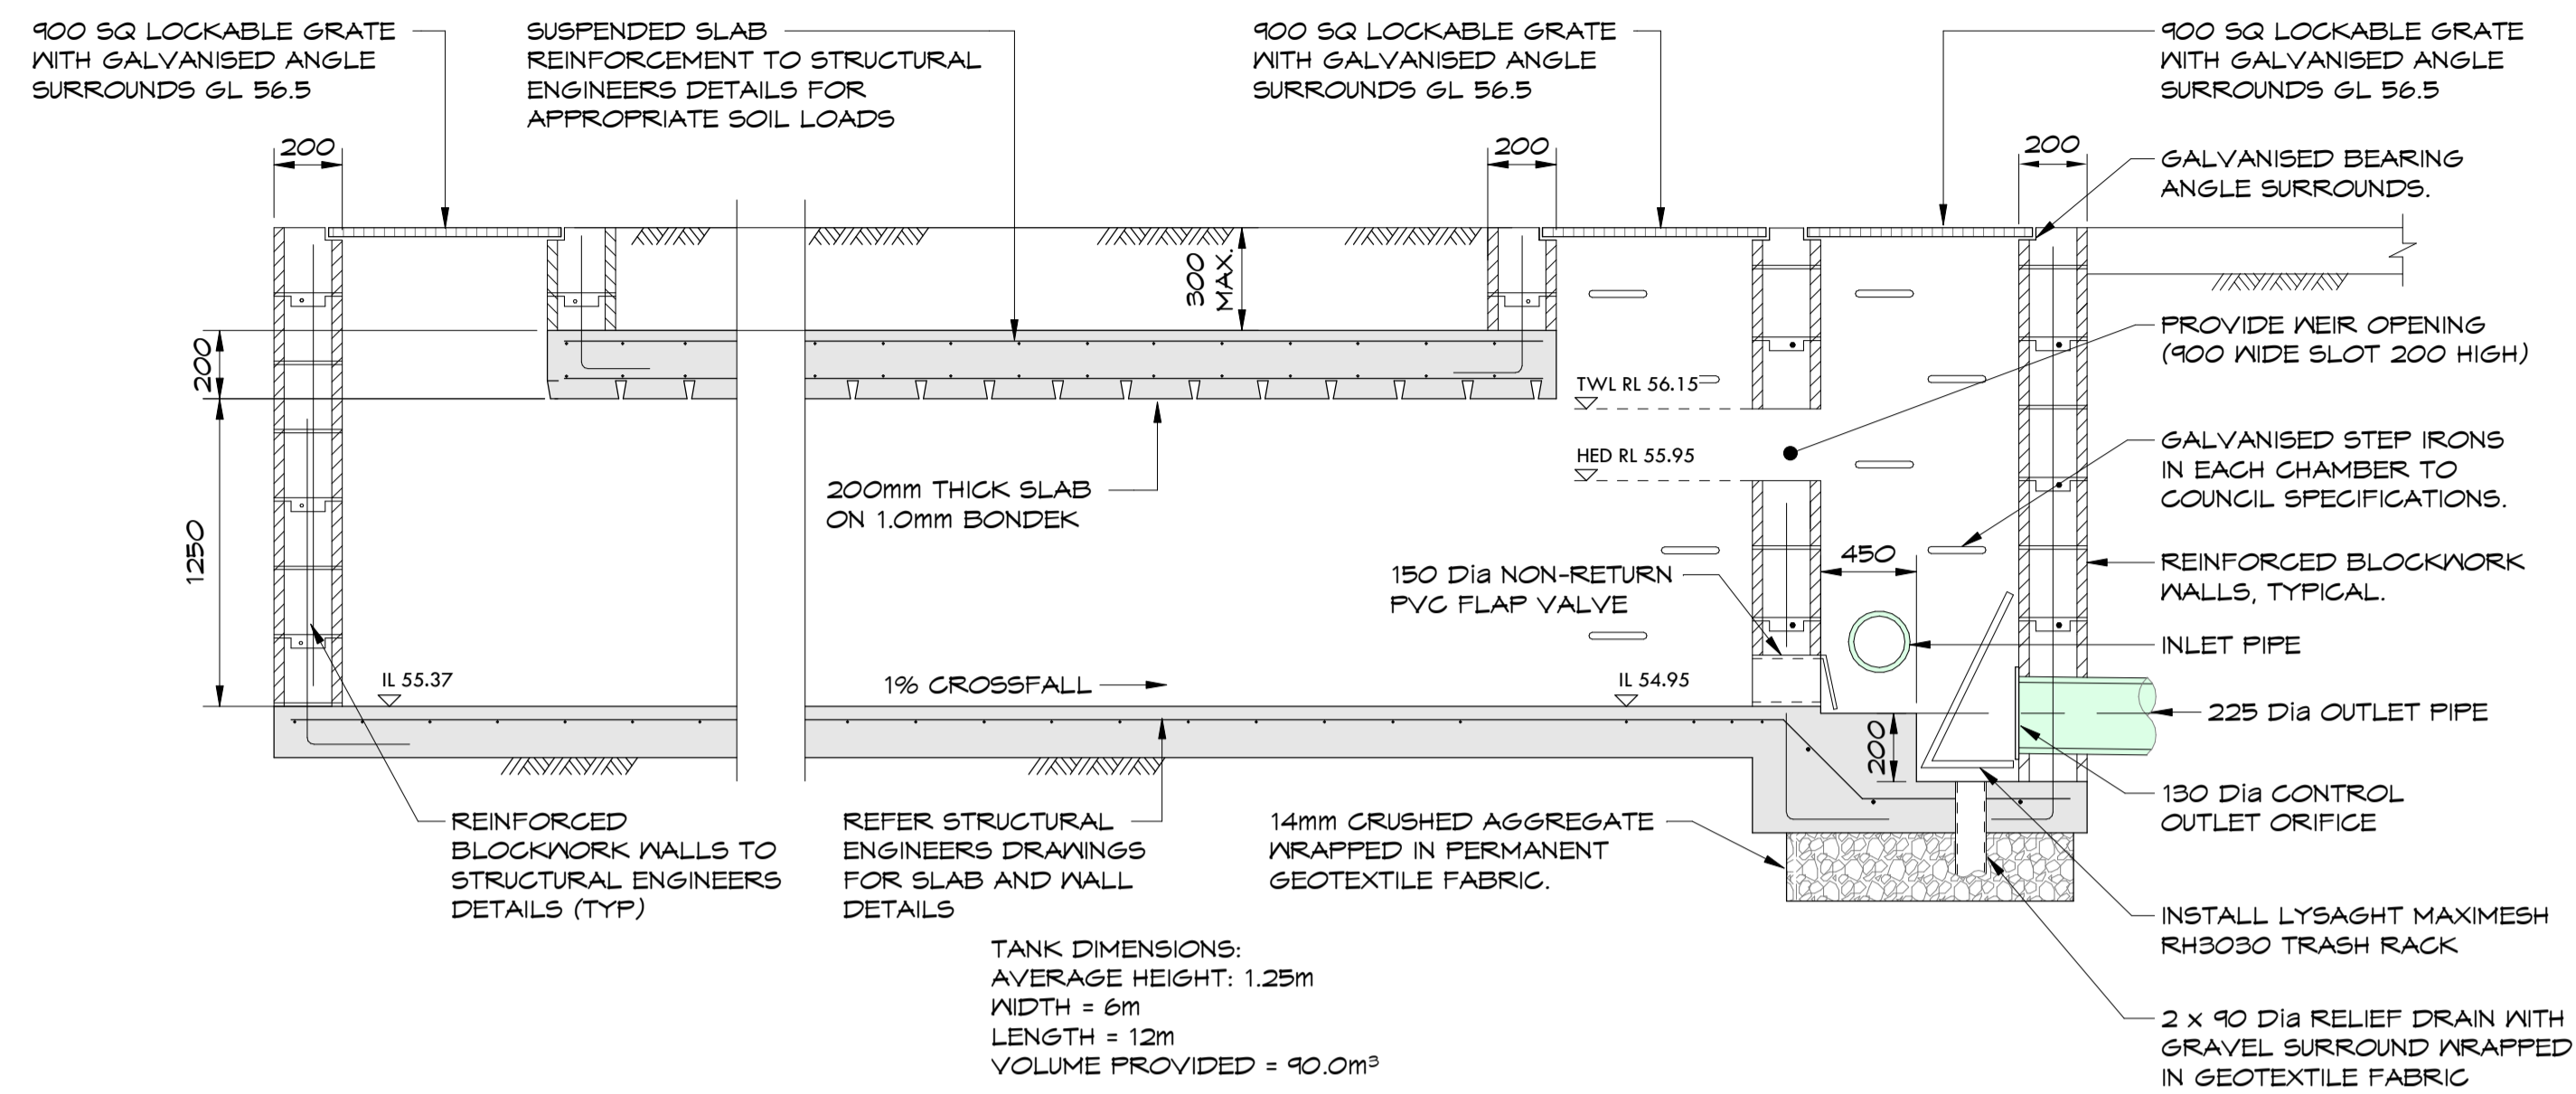 900 SQ LOCKABLE GRATE
WITH GALVANISED ANGLE
SURROUNDS GL 56.5
SUSPENDED SLAB
REINFORCEMENT TO STRUCTURAL
ENGINEERS DETAILS FOR
APPROPRIATE SOIL LOADS
900 SQ LOCKABLE GRATE
WITH GALVANISED ANGLE
SURROUNDS GL 56.5
900 SQ LOCKABLE GRATE
WITH GALVANISED ANGLE
SURROUNDS GL 56.5
200
200
200
GALVANISED BEARING
ANGLE SURROUNDS.
300
MAX.
PROVIDE WEIR OPENING
(900 WIDE SLOT 200 HIGH)
200
TWL RL 56.15
HED RL 55.95
GALVANISED STEP IRONS
IN EACH CHAMBER TO
COUNCIL SPECIFICATIONS.
200mm THICK SLAB
ON 1.0mm BONDEK
1250
450
150 Dia NON-RETURN
PVC FLAP VALVE
REINFORCED BLOCKWORK
WALLS, TYPICAL.
INLET PIPE
IL 55.37
1% CROSSFALL
IL 54.95
225 Dia OUTLET PIPE
200
130 Dia CONTROL
OUTLET ORIFICE
REINFORCED
BLOCKWORK WALLS TO
STRUCTURAL ENGINEERS
DETAILS (TYP)
REFER STRUCTURAL
ENGINEERS DRAWINGS
FOR SLAB AND WALL
DETAILS
14mm CRUSHED AGGREGATE
WRAPPED IN PERMANENT
GEOTEXTILE FABRIC.
INSTALL LYSAGHT MAXIMESH
RH3030 TRASH RACK
TANK DIMENSIONS:
AVERAGE HEIGHT: 1.25m
WIDTH = 6m
LENGTH = 12m
VOLUME PROVIDED = 90.0m³
2 x 90 Dia RELIEF DRAIN WITH
GRAVEL SURROUND WRAPPED
IN GEOTEXTILE FABRIC